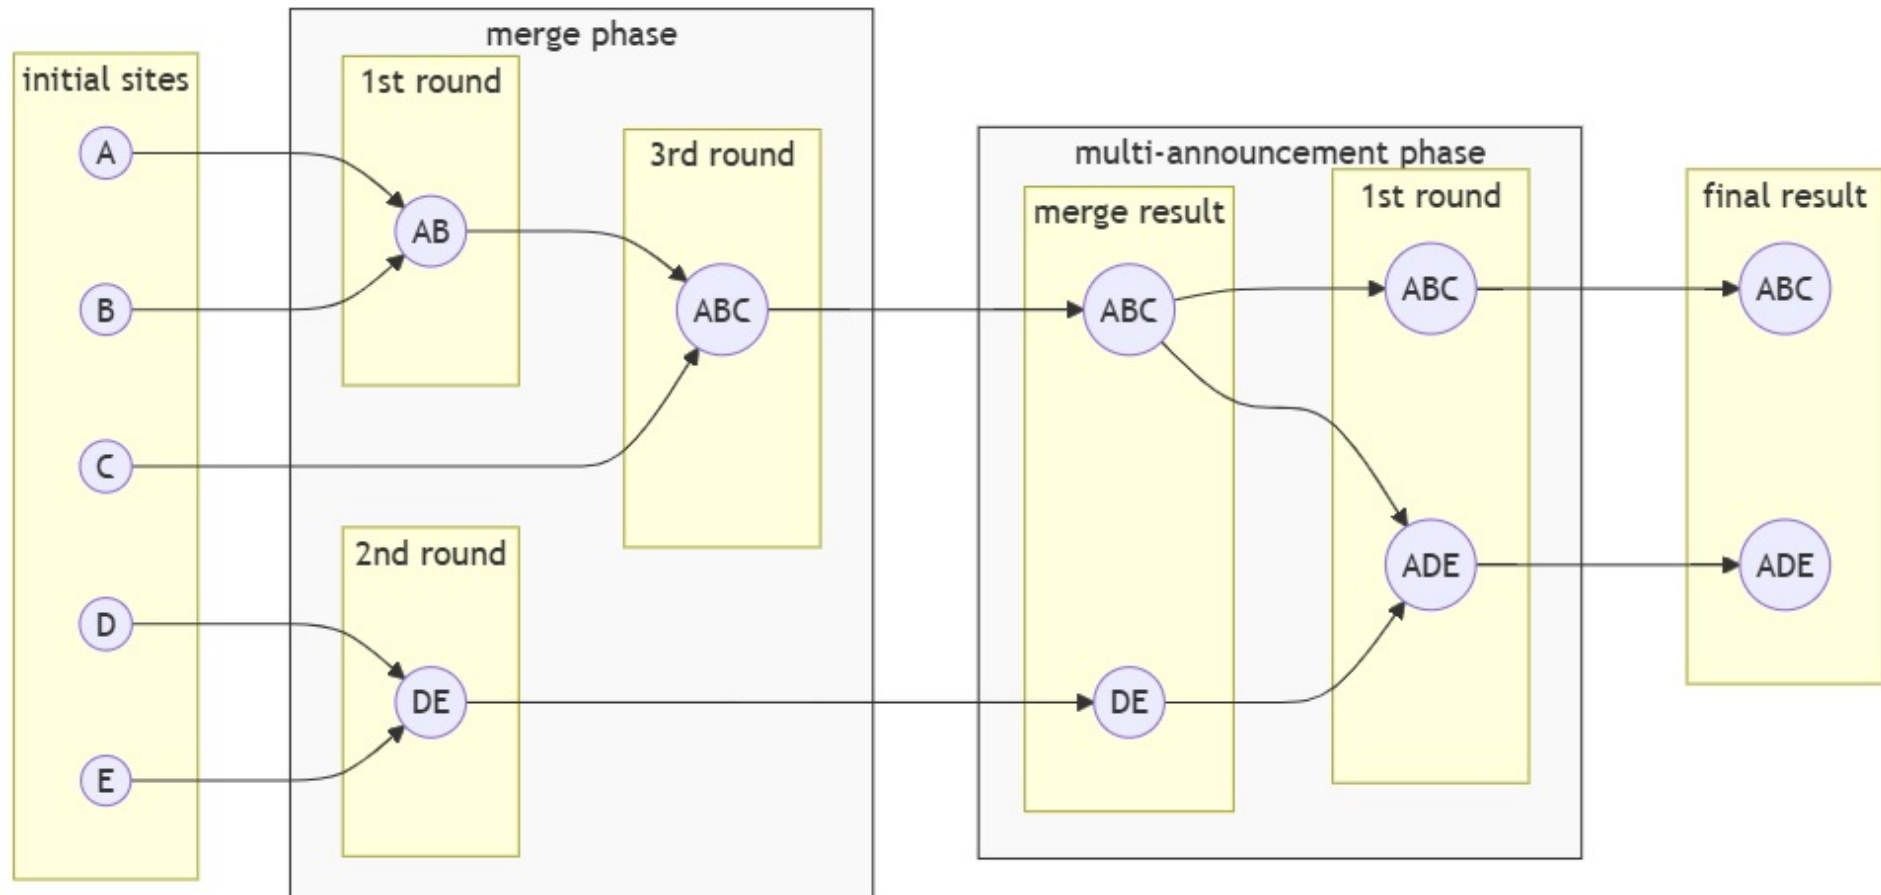 initial sites
A
B
C
D
E
merge phase
1st round
AB
2nd round
DE
3rd round
ABC
multi-announcement phase
merge result
ABC
DE
1st round
ABC
ADE
final result
ABC
ADE